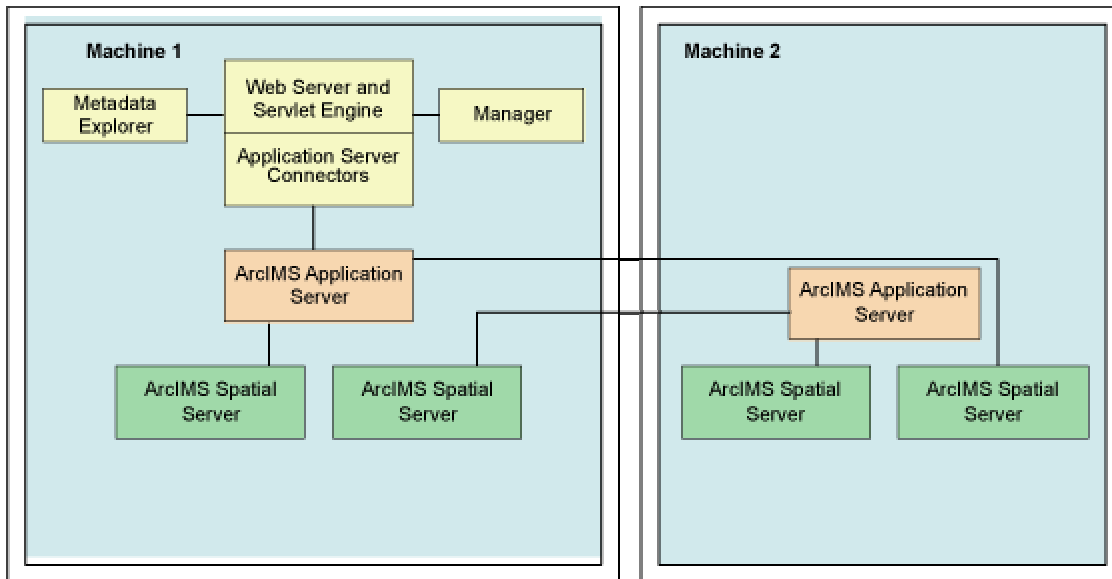 Machine 1
Metadata
Explorer
Web Server and
Servlet Engine
Manager
Application Server
Connectors
ArcIMS Application
Server
ArcIMS Spatial
Server
ArcIMS Spatial
Server
Machine 2
ArcIMS Application
Server
ArcIMS Spatial
Server
ArcIMS Spatial
Server